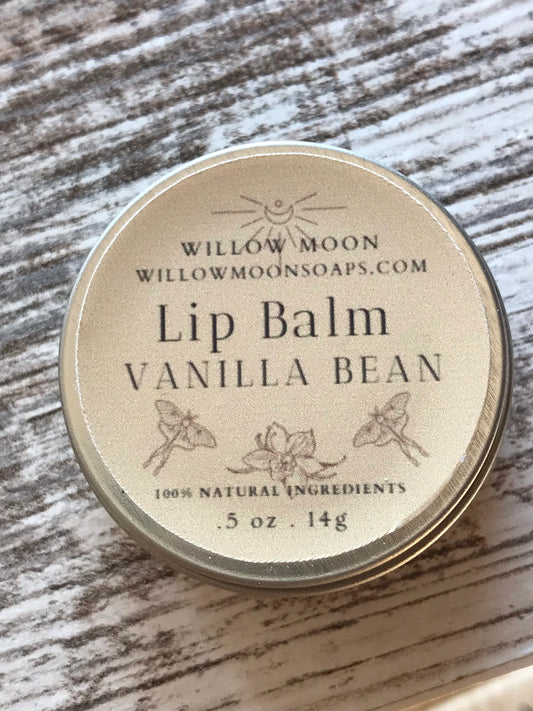 WILLOW MOON
WILLOWMOONSOAPS.COM
Lip Balm
VANILLA BEAN
100% NATURAL INGREDIENTS
.5 oz . 14g